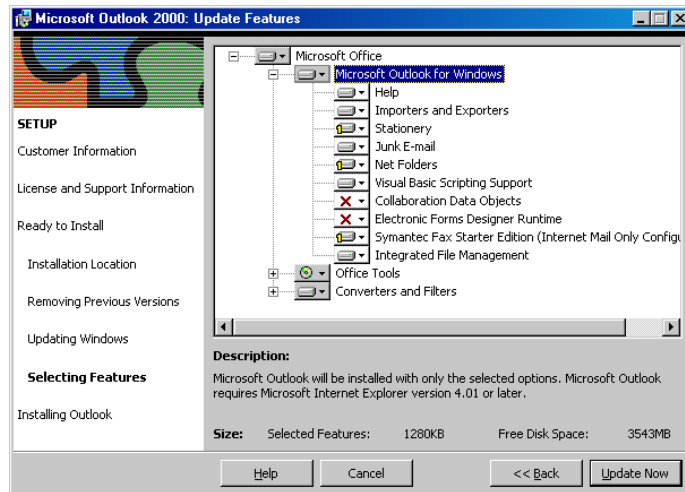 Microsoft Outlook 2000: Update Features
SETUP
Customer Information
License and Support Information
Ready to Install
Installation Location
Removing Previous Versions
Updating Windows
Selecting Features
Installing Outlook
Microsoft Office
Microsoft Outlook for Windows
Help
Importers and Exporters
Stationery
Junk E-mail
Net Folders
Visual Basic Scripting Support
Collaboration Data Objects
Electronic Forms Designer Runtime
Symantec Fax Starter Edition (Internet Mail Only Configu
Integrated File Management
Office Tools
Converters and Filters
Description:
Microsoft Outlook will be installed with only the selected options. Microsoft Outlook
requires Microsoft Internet Explorer version 4.01 or later.
Size: Selected Features: 1280KB Free Disk Space: 3543MB
Help Cancel << Back Update Now